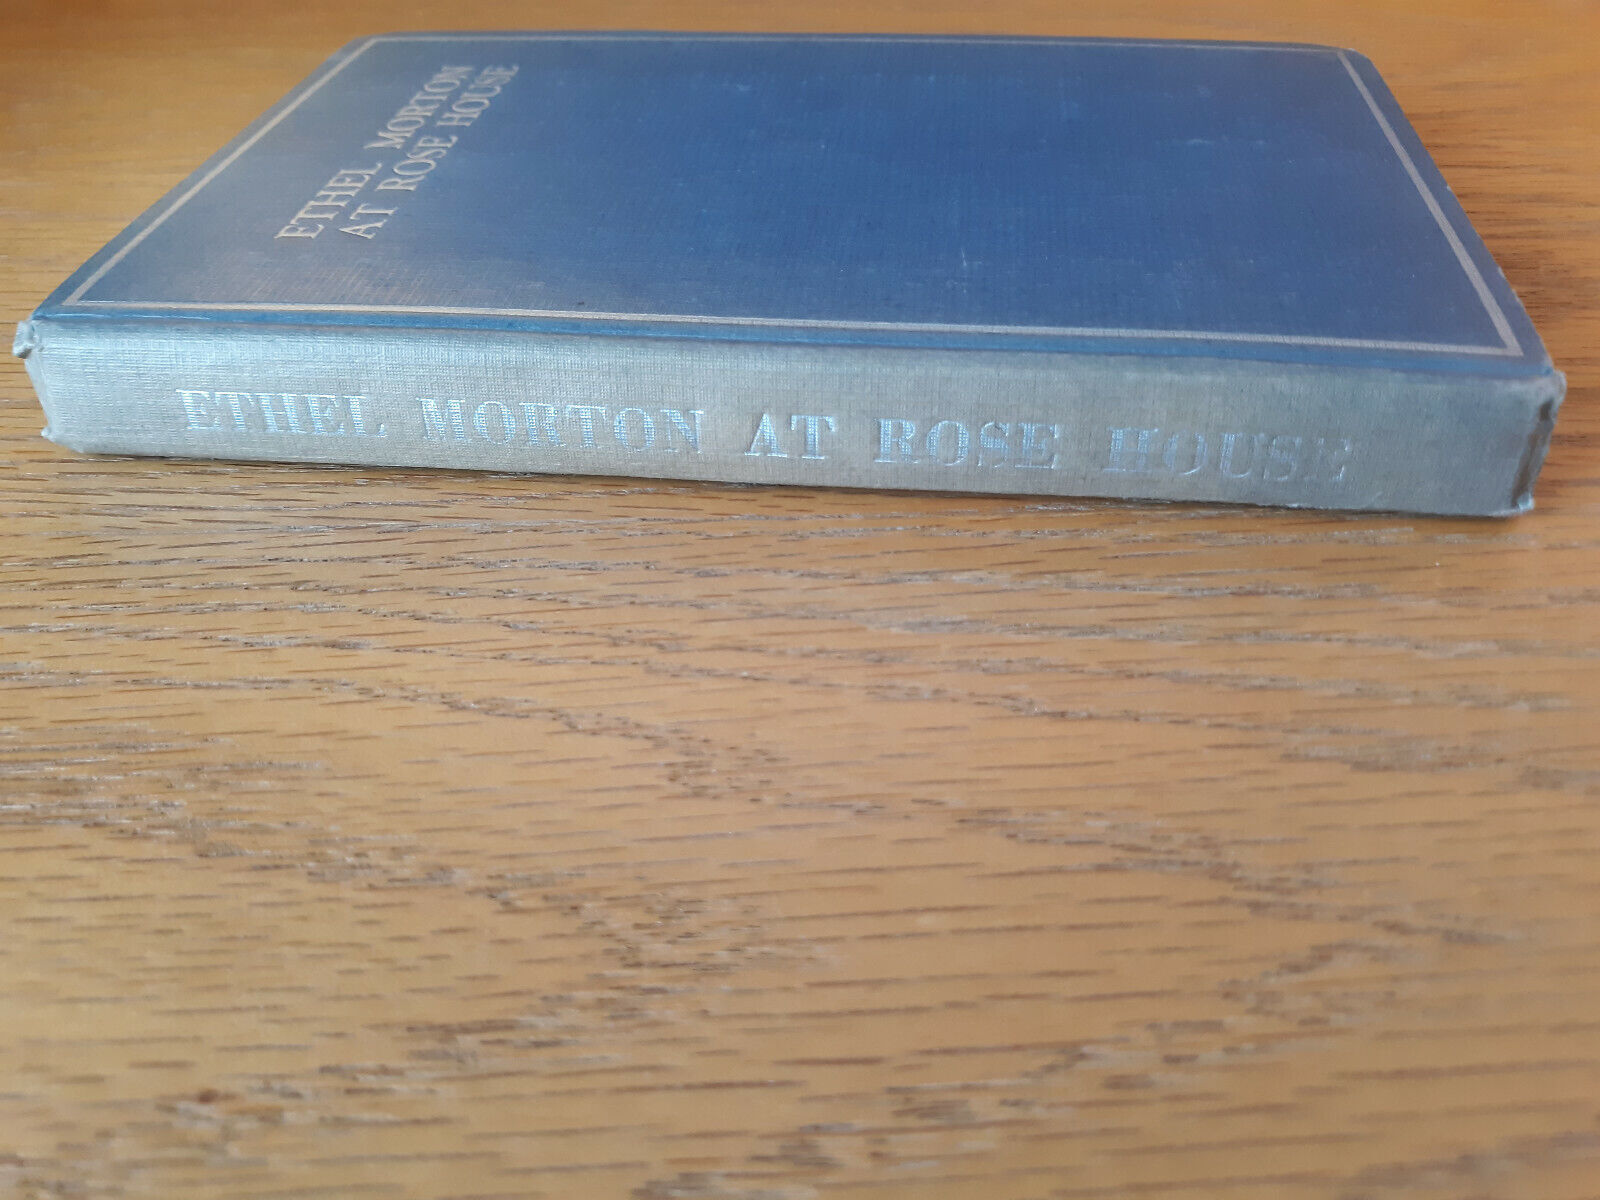 ETHEL MORTON
AT ROSE HOUSE
ETHEL MORTON AT ROSE HOUSE